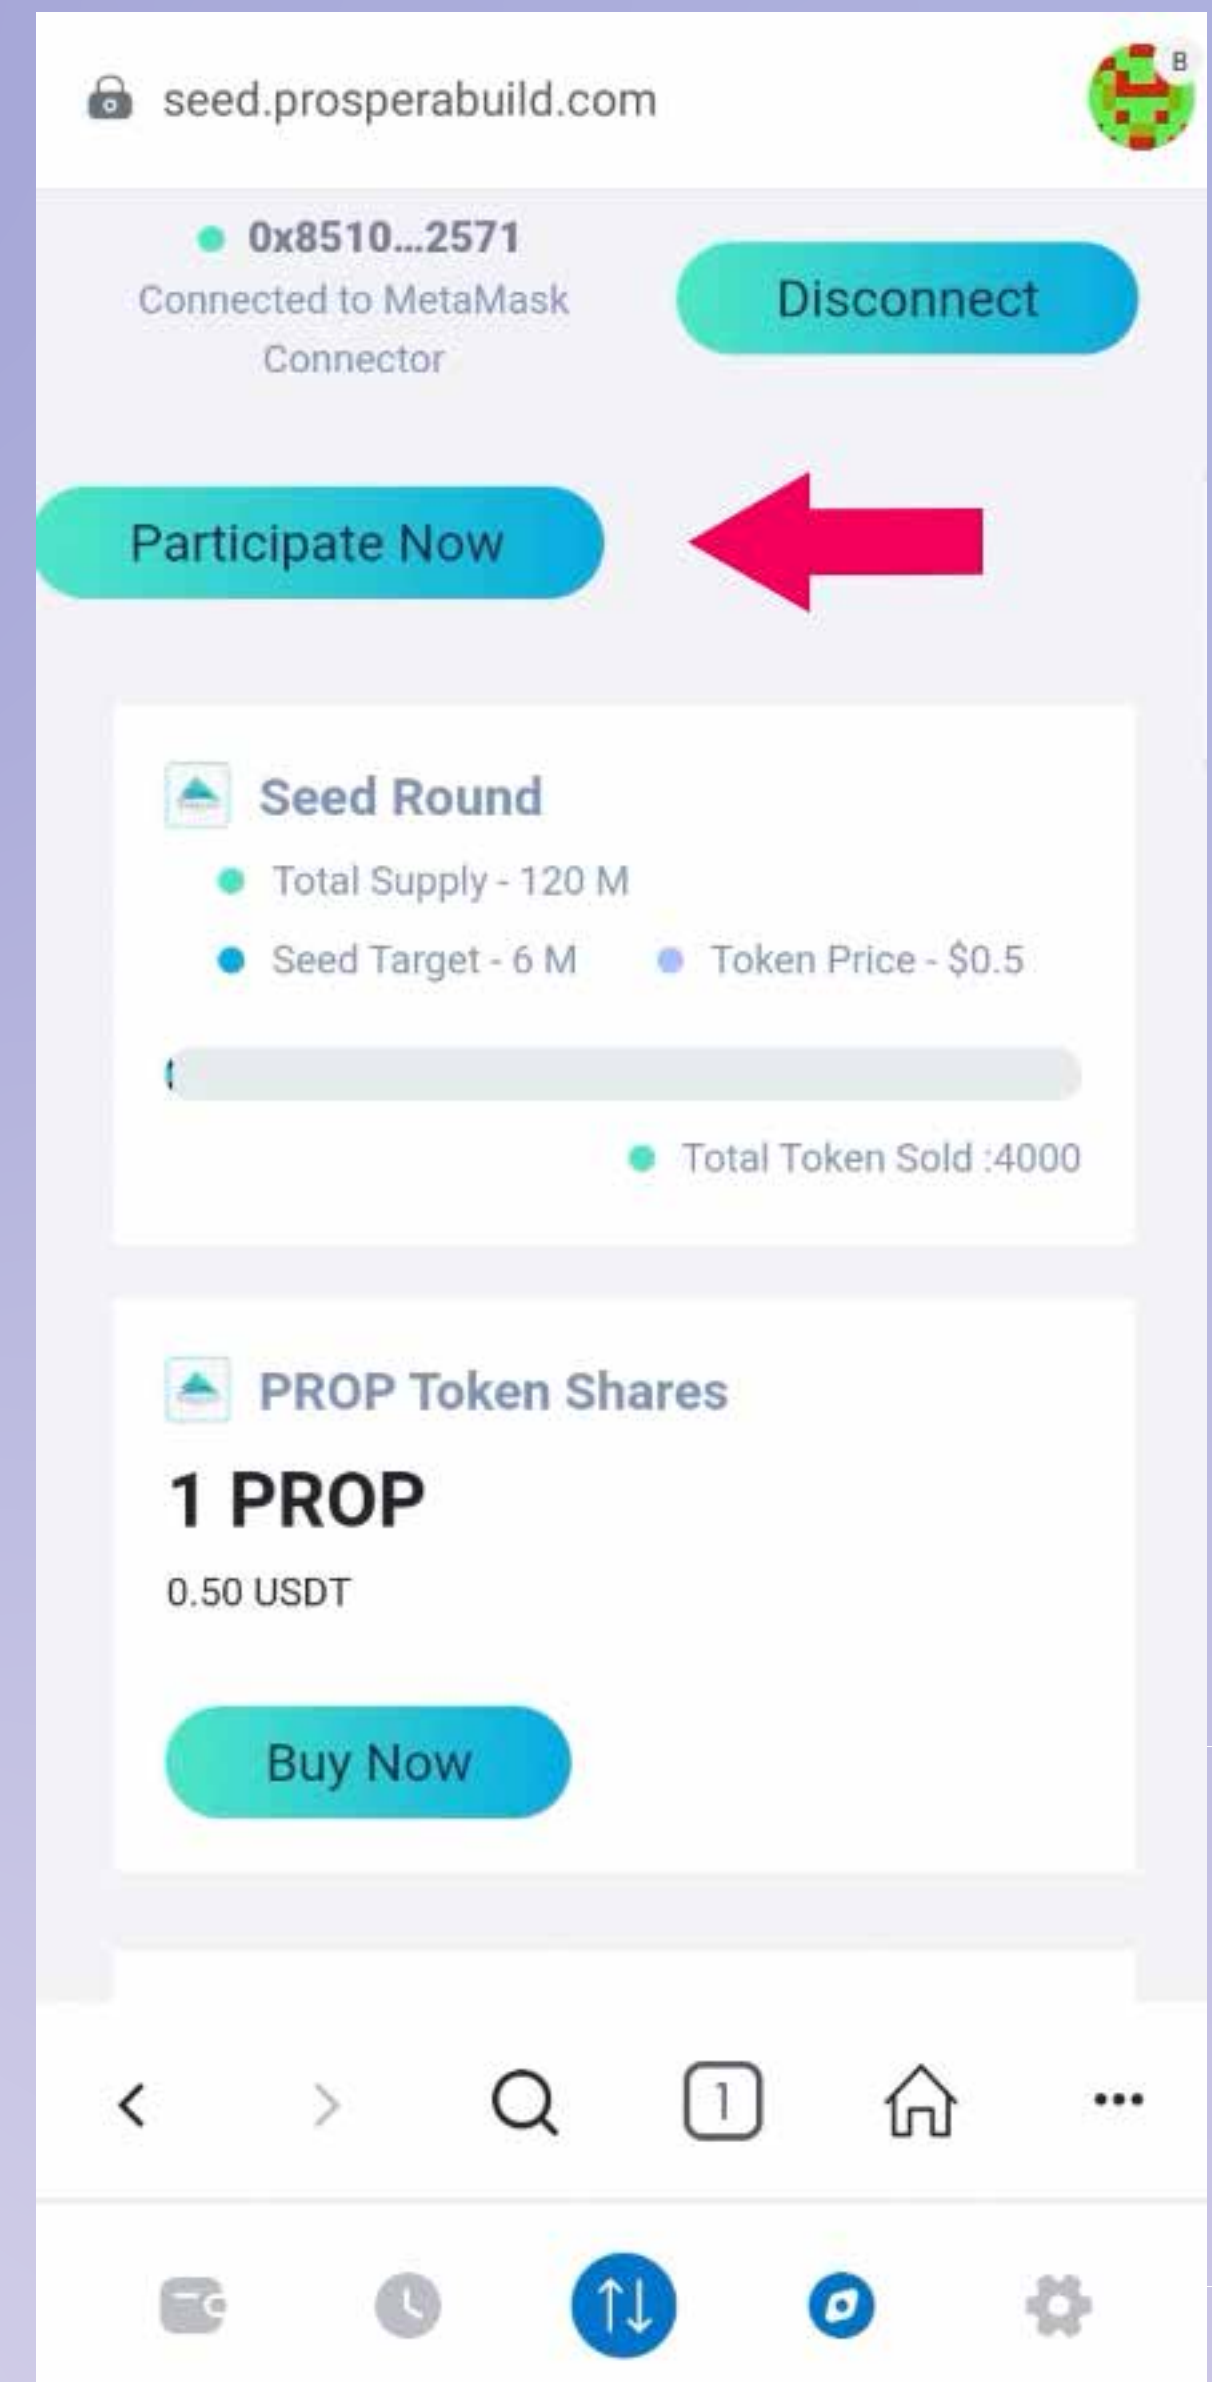 seed.prosperabuild.com
B
0x8510...2571
Connected to MetaMask
Connector
Disconnect
Participate Now
Seed Round
Total Supply - 120 M
Seed Target - 6 M
Token Price - $0.5
Total Token Sold :4000
PROP Token Shares
1 PROP
0.50 USDT
Buy Now
1